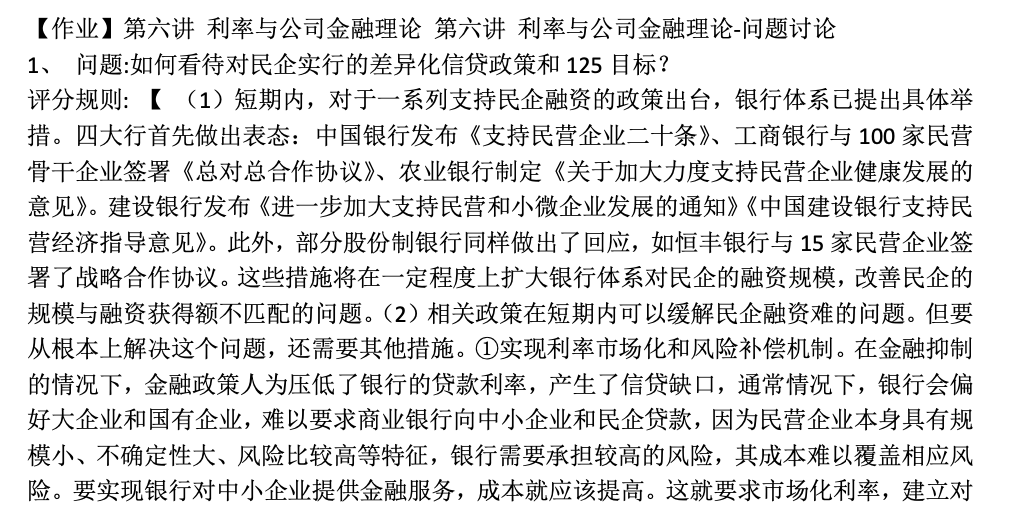 【作业】第六讲 利率与公司金融理论 第六讲 利率与公司金融理论-问题讨论
1、 问题:如何看待对民企实行的差异化信贷政策和 125 目标？
评分规则: 【 （1）短期内，对于一系列支持民企融资的政策出台，银行体系已提出具体举
措。四大行首先做出表态：中国银行发布《支持民营企业二十条》、工商银行与 100 家民营
骨干企业签署《总对总合作协议》、农业银行制定《关于加大力度支持民营企业健康发展的
意见》。建设银行发布《进一步加大支持民营和小微企业发展的通知》《中国建设银行支持民
营经济指导意见》。此外，部分股份制银行同样做出了回应，如恒丰银行与 15 家民营企业签
署了战略合作协议。这些措施将在一定程度上扩大银行体系对民企的融资规模，改善民企的
规模与融资获得额不匹配的问题。（2）相关政策在短期内可以缓解民企融资难的问题。但要
从根本上解决这个问题，还需要其他措施。①实现利率市场化和风险补偿机制。在金融抑制
的情况下，金融政策人为压低了银行的贷款利率，产生了信贷缺口，通常情况下，银行会偏
好大企业和国有企业，难以要求商业银行向中小企业和民企贷款，因为民营企业本身具有规
模小、不确定性大、风险比较高等特征，银行需要承担较高的风险，其成本难以覆盖相应风
险。要实现银行对中小企业提供金融服务，成本就应该提高。这就要求市场化利率，建立对